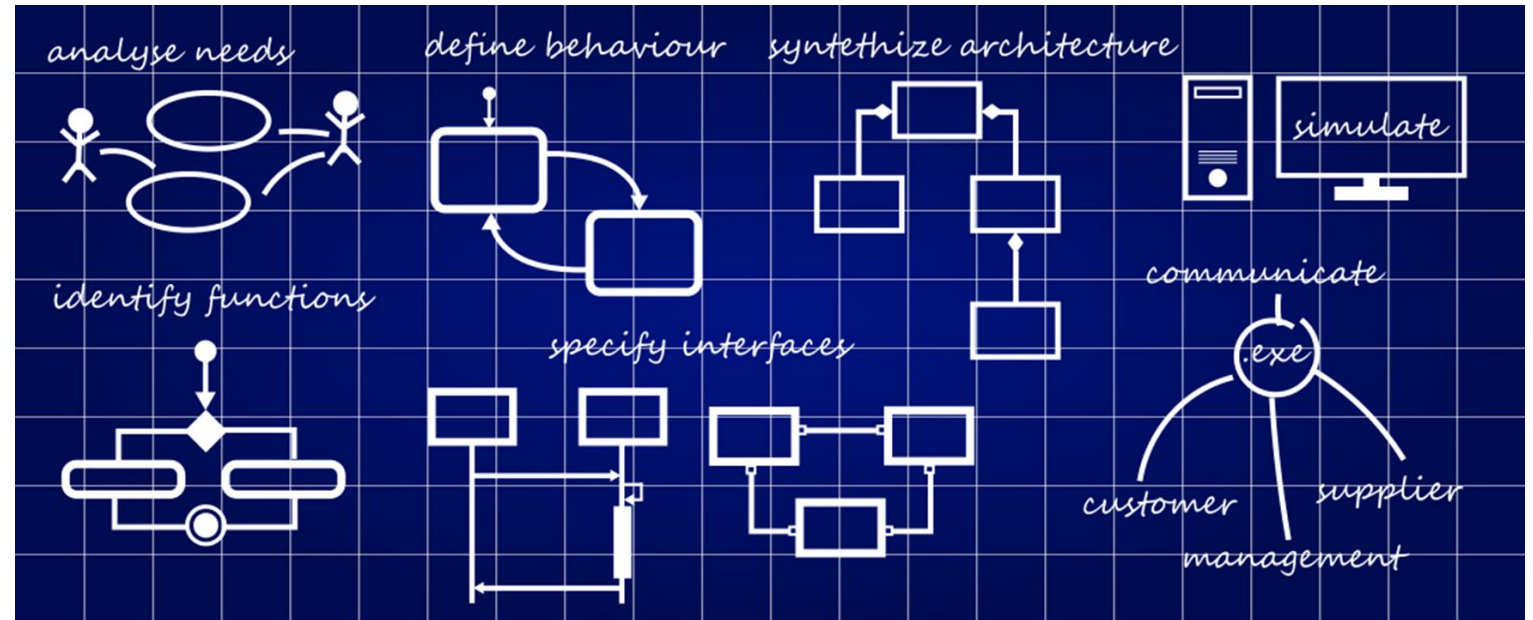 analyse needs
define behaviour
syntethize architecture
simulate
identify functions
specify interfaces
communicate
.exe
customer
supplier
management